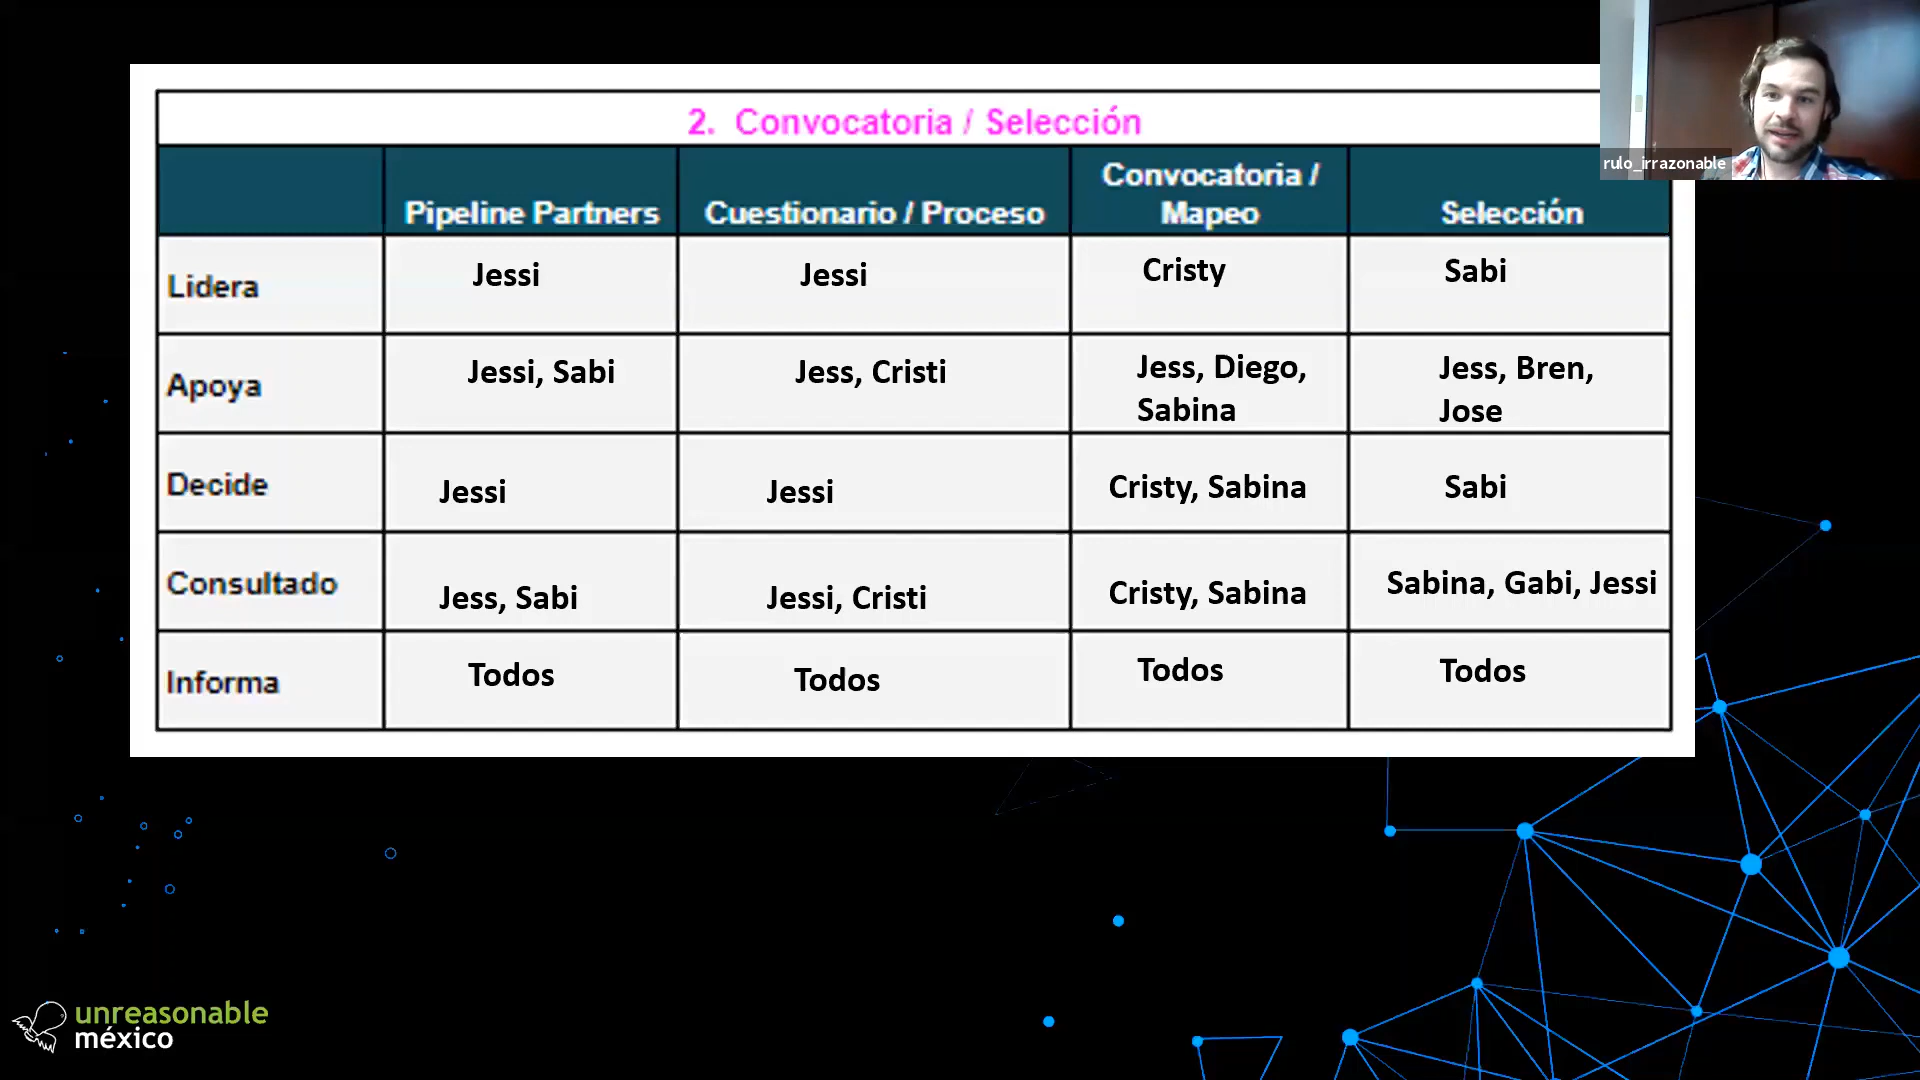 2. Convocatoria / Selección
Pipeline Partners
Cuestionario / Proceso
Convocatoria /
Mapeo
Selección
Lidera
Jessi
Jessi
Cristy
Sabi
Apoya
Jessi, Sabi
Jess, Cristi
Jess, Diego,
Sabina
Jess, Bren,
Jose
Decide
Jessi
Jessi
Cristy, Sabina
Sabi
Consultado
Jess, Sabi
Jessi, Cristi
Cristy, Sabina
Sabina, Gabi, Jessi
Informa
Todos
Todos
Todos
Todos
rulo_irrazonable
unreasonable
méxico